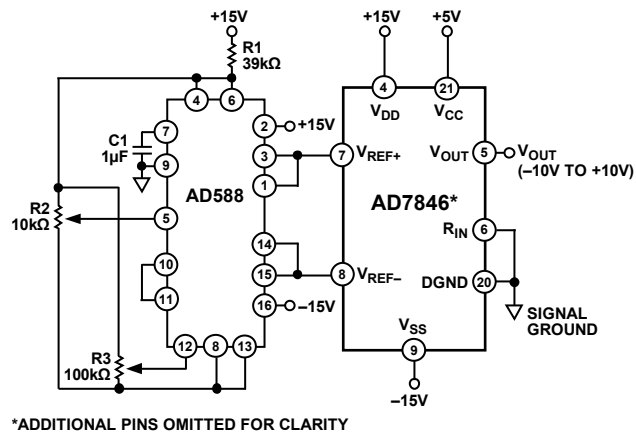 +15V
R1
39kΩ
+15V
+5V
4
6
4
21
VDD
VCC
7
C1
1µF
9
2
+15V
3
1
7
VREF+
VOUT
5
VOUT
(–10V TO +10V)
AD588
AD7846*
R2
10kΩ
5
RIN
6
14
10
15
8
VREF–
DGND
20
11
16
–15V
SIGNAL
GROUND
VSS
9
R3
100kΩ
12
8
13
–15V
*ADDITIONAL PINS OMITTED FOR CLARITY